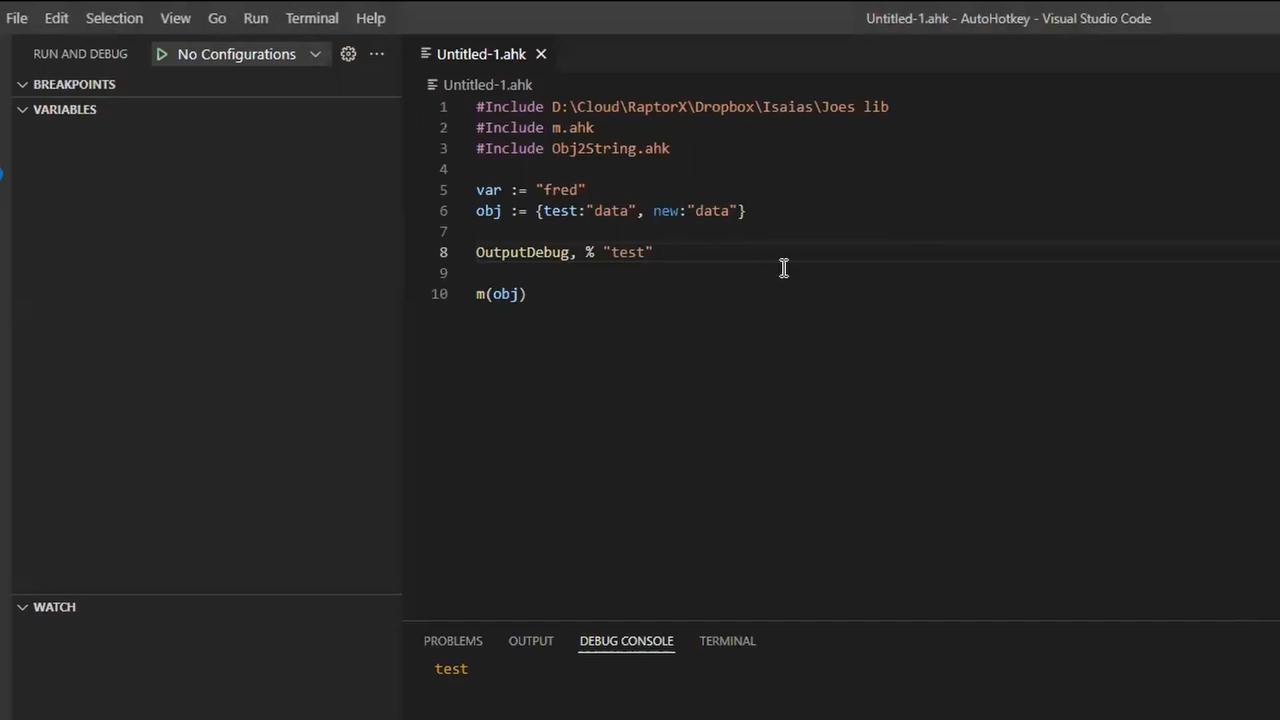 File Edit Selection View Go Run Terminal Help Untitled-1.ahk - AutoHotkey - Visual Studio Code
RUN AND DEBUG No Configurations ···
BREAKPOINTS
VARIABLES
WATCH
Untitled-1.ahk
Untitled-1.ahk
1 #Include D:\Cloud\RaptorX\Dropbox\Isaias\Joes lib
2 #Include m.ahk
3 #Include Obj2String.ahk
4
5 var := "fred"
6 obj := {test:"data", new:"data"}
7
8 OutputDebug, % "test"
9
10 m(obj)
PROBLEMS OUTPUT DEBUG CONSOLE TERMINAL
test